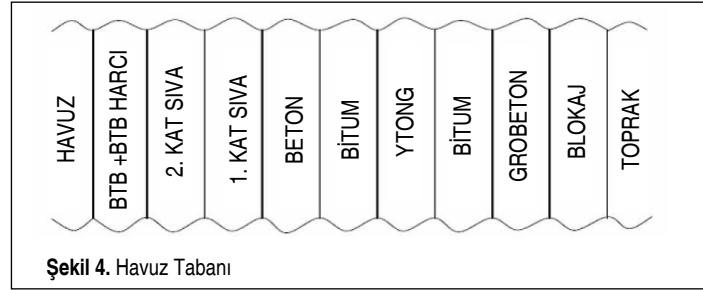 HAVUZ
BTB +BTB HARCI
2. KAT SIVA
1. KAT SIVA
BETON
BİTUM
YTONG
BİTUM
GROBETON
BLOKAJ
TOPRAK
Şekil 4. Havuz Tabanı